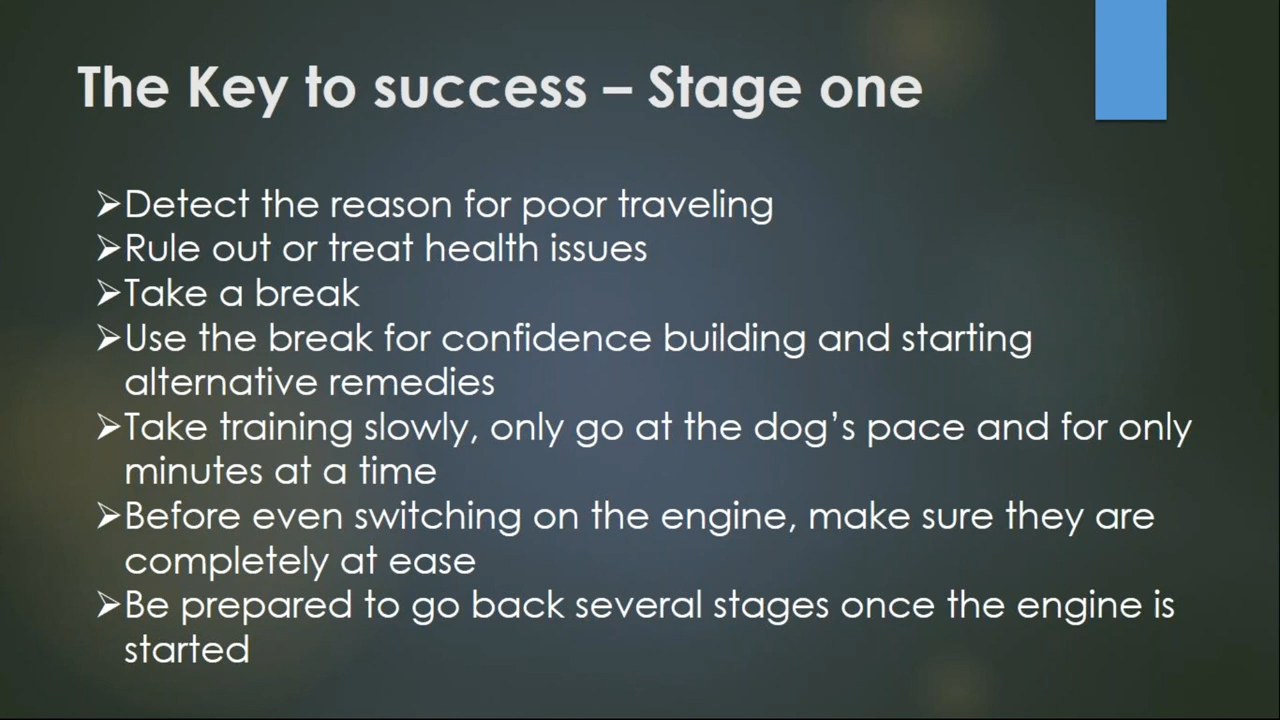 The Key to success – Stage one
➢Detect the reason for poor traveling
➢Rule out or treat health issues
➢Take a break
➢Use the break for confidence building and starting
alternative remedies
➢Take training slowly, only go at the dog’s pace and for only
minutes at a time
➢Before even switching on the engine, make sure they are
completely at ease
➢Be prepared to go back several stages once the engine is
started